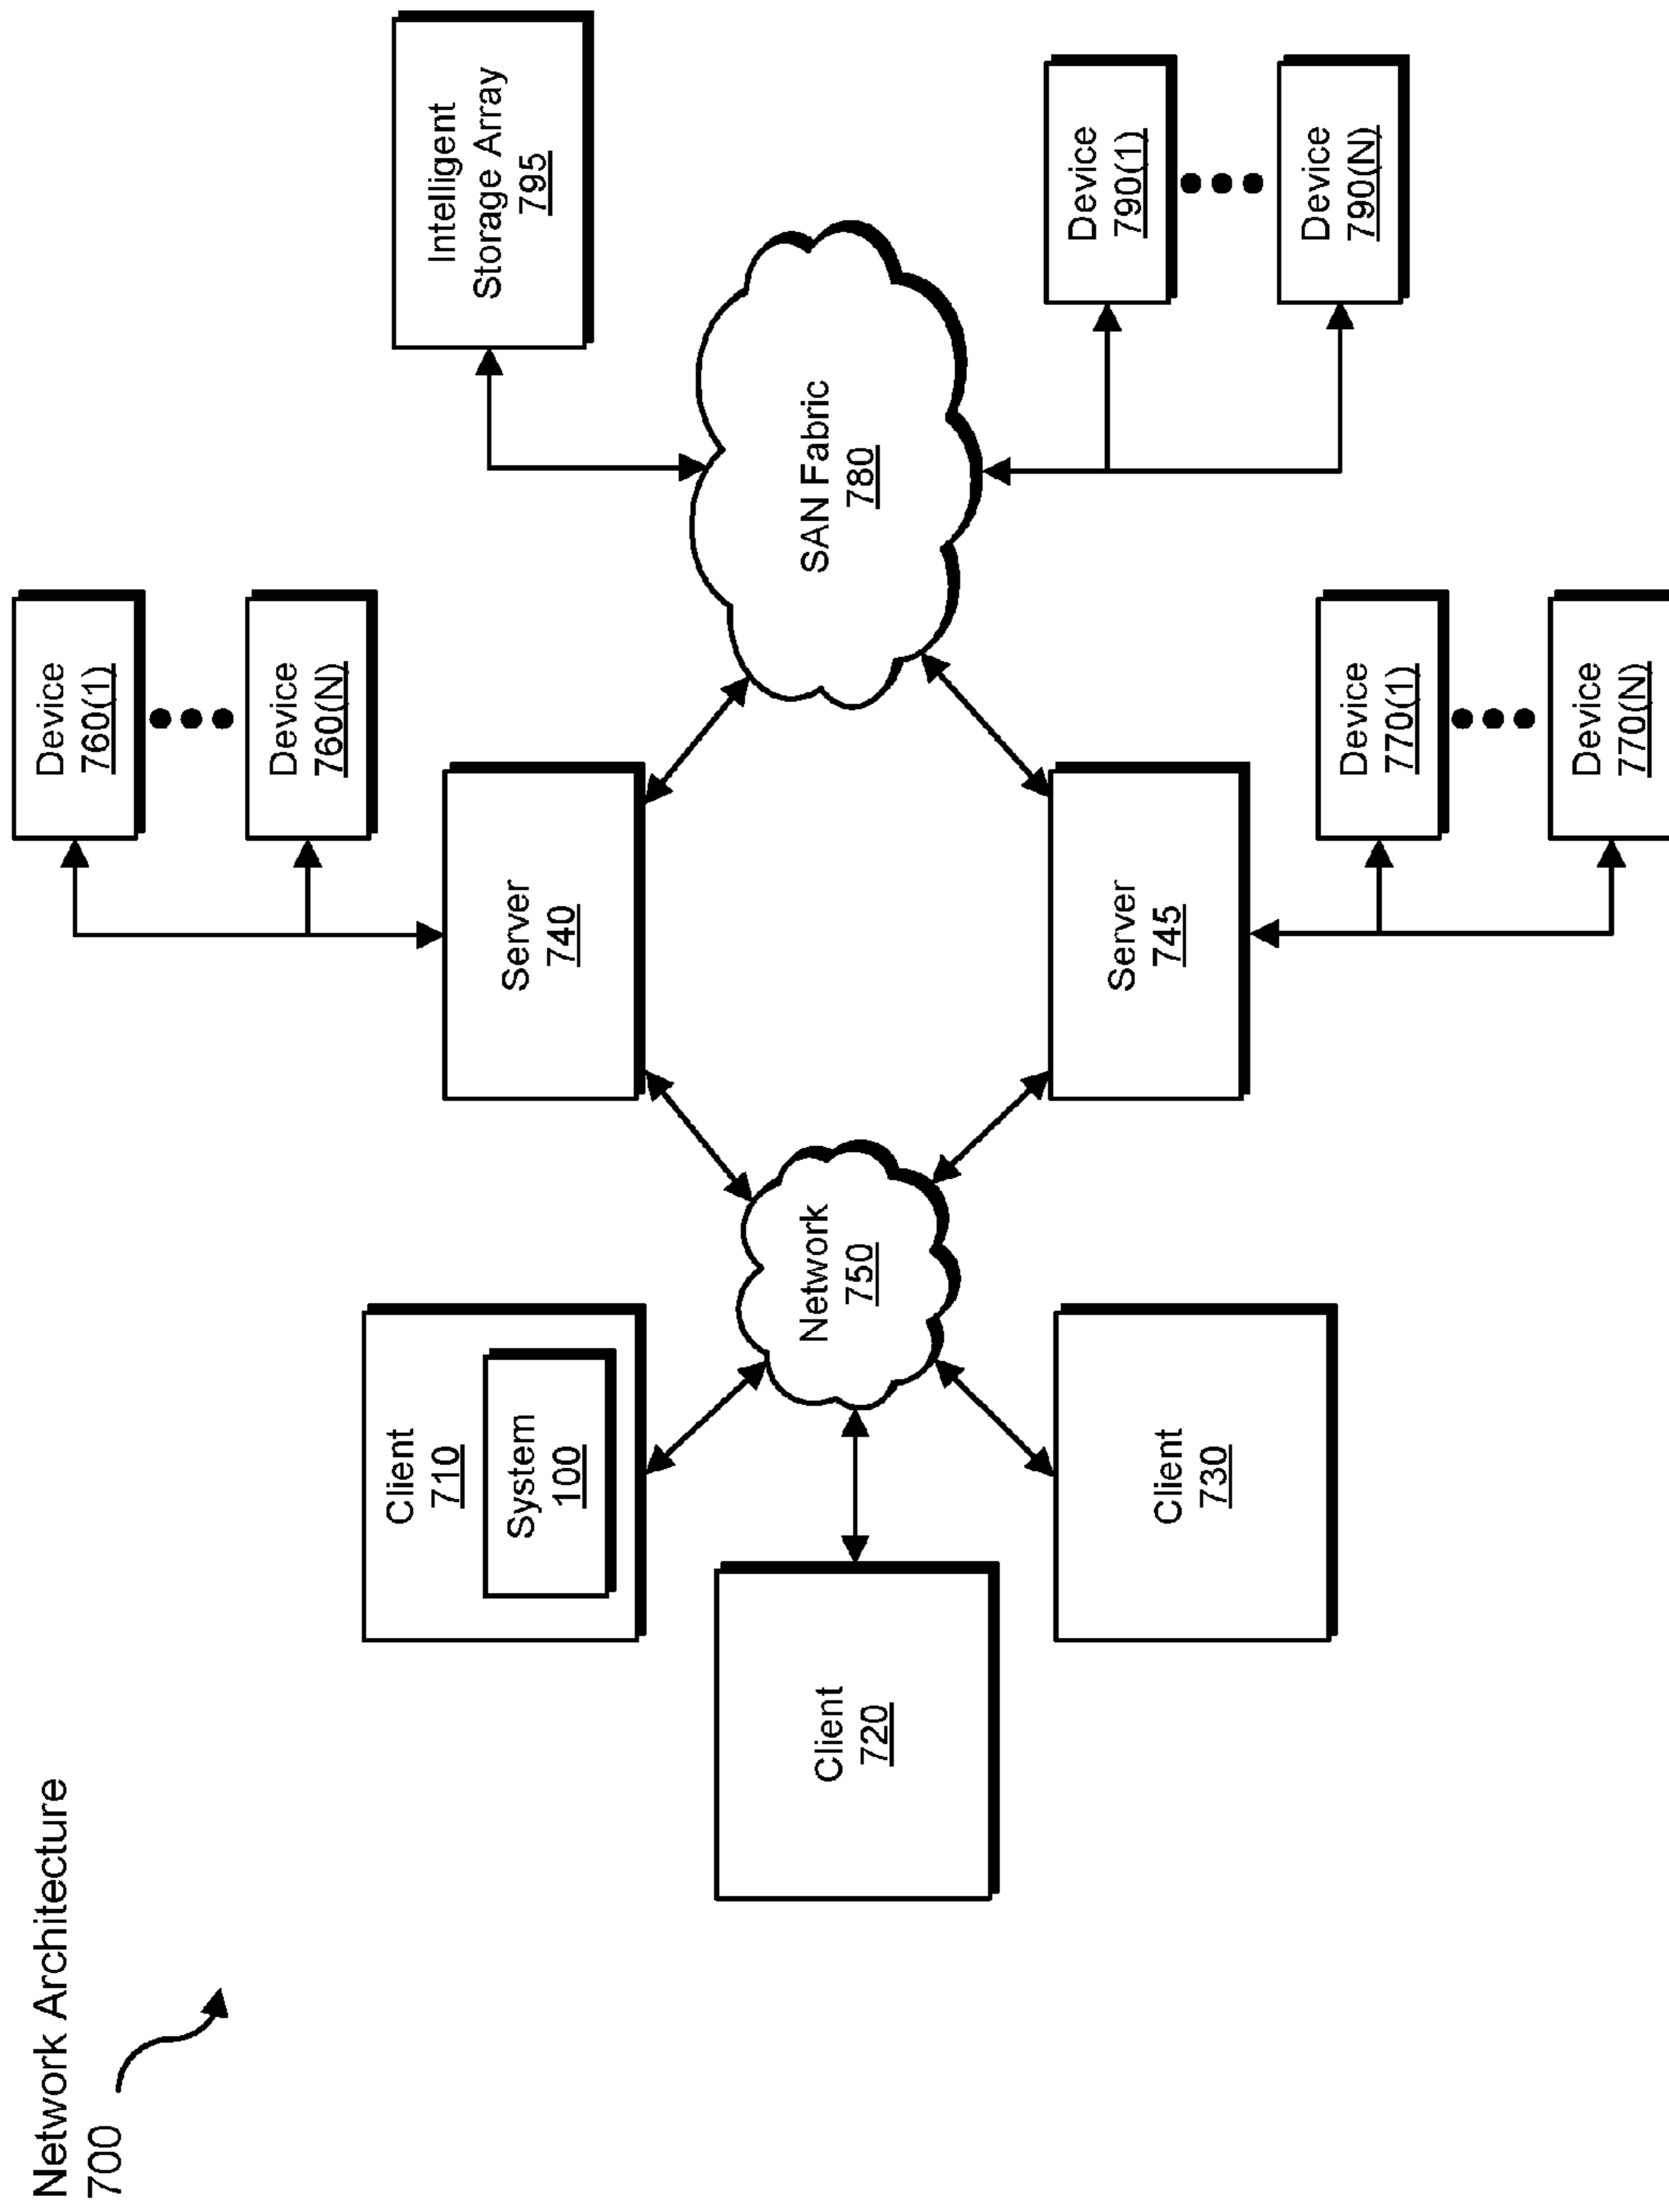 Network Architecture
700
Client
710
System
100
Client
720
Client
730
Network
750
Server
740
Server
745
Device
760(1)
Device
760(N)
Device
770(1)
Device
770(N)
SAN Fabric
780
Intelligent
Storage Array
795
Device
790(1)
Device
790(N)